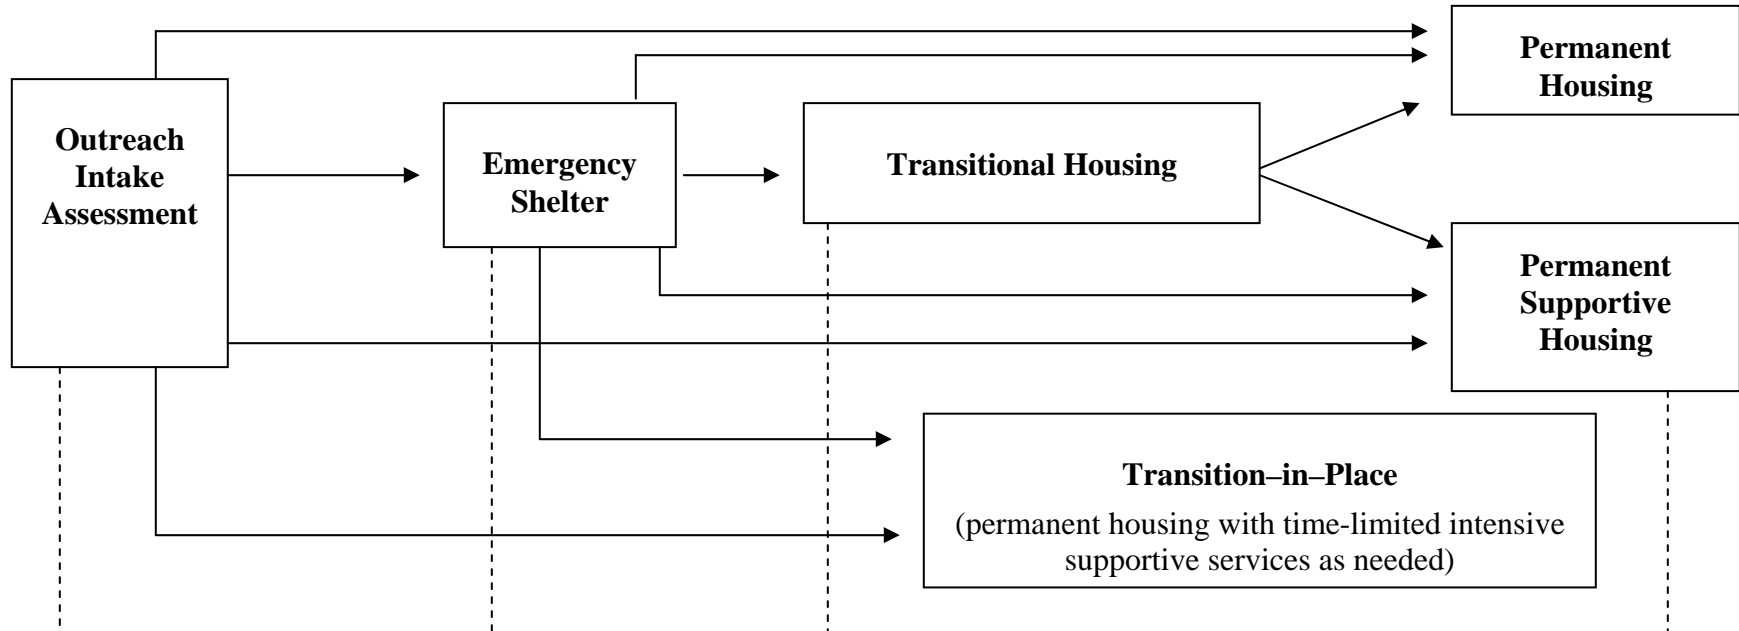 Permanent
Housing
Outreach
Intake
Assessment
Emergency
Shelter
Transitional Housing
Permanent
Supportive
Housing
Transition–in–Place
(permanent housing with time-limited intensive
supportive services as needed)